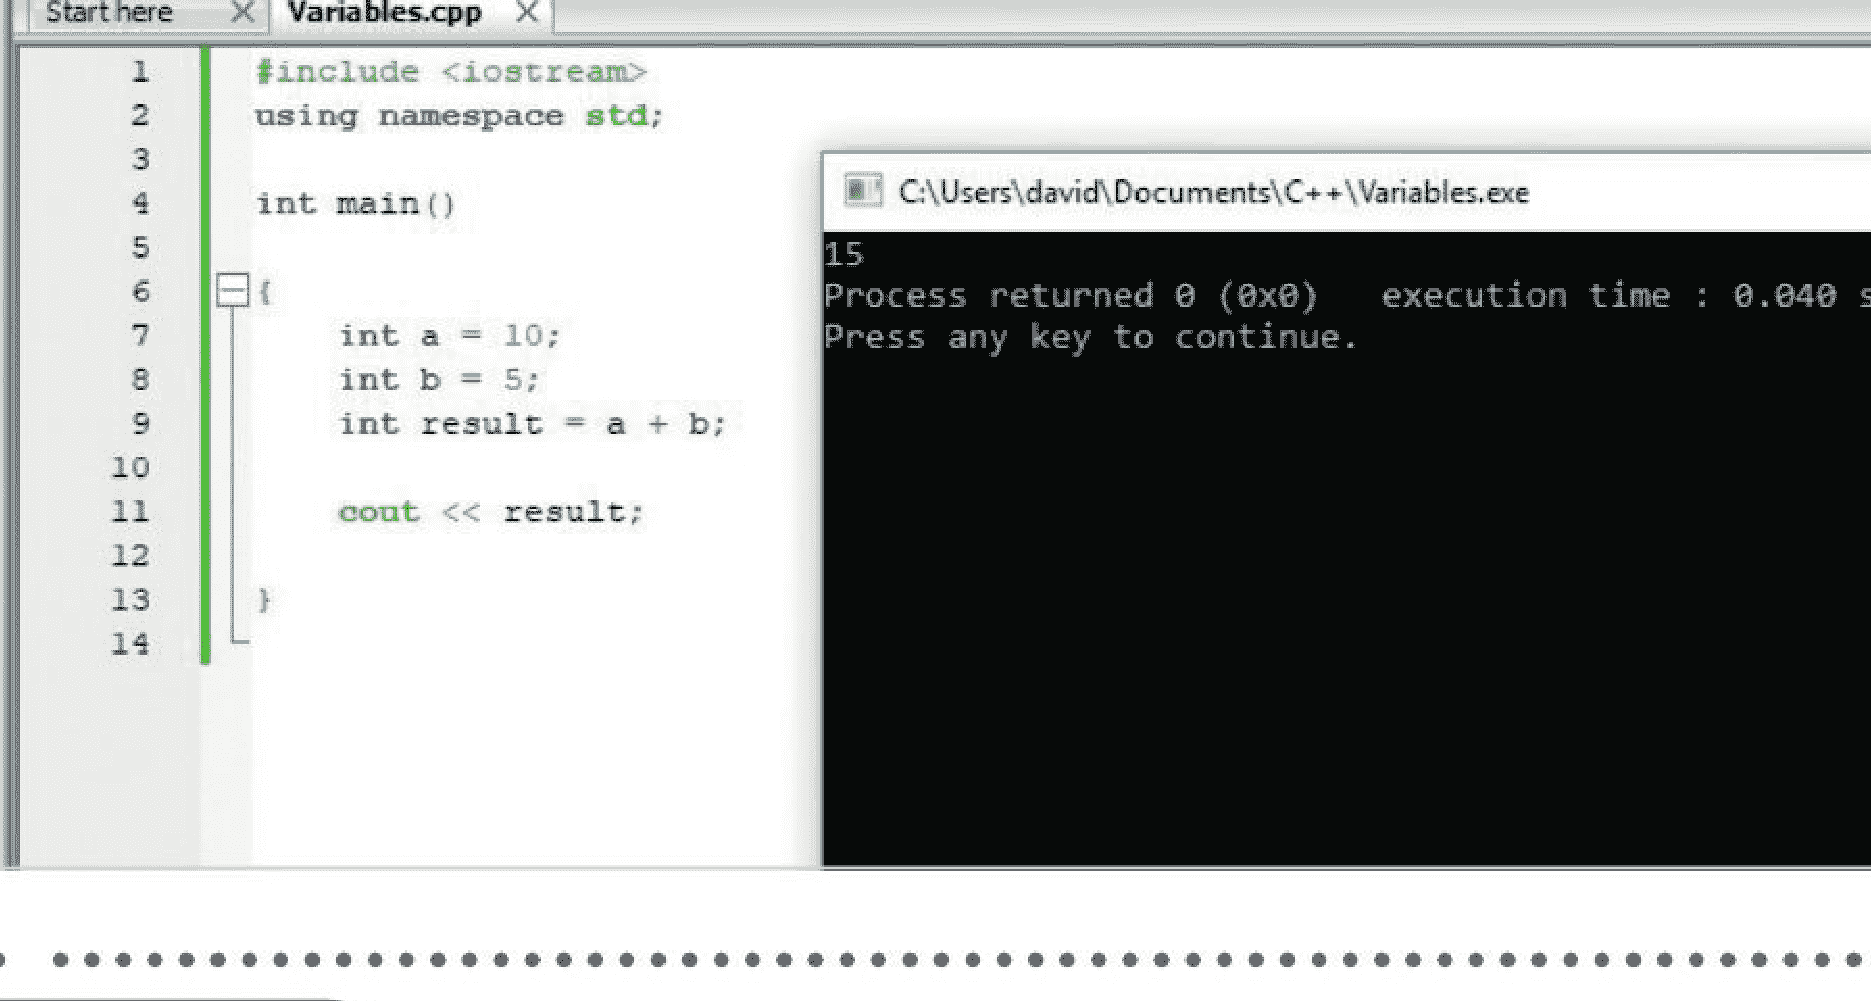 Start here
Variables.cpp
1 #include <iostream>
2 using namespace std;
3
4 int main()
5
6 {
7 int a = 10;
8 int b = 5;
9 int result = a + b;
10
11 cout << result;
12
13 }
14
C:\Users\david\Documents\C++\Variables.exe
15
Process returned 0 (0x0) execution time : 0.040 s
Press any key to continue.